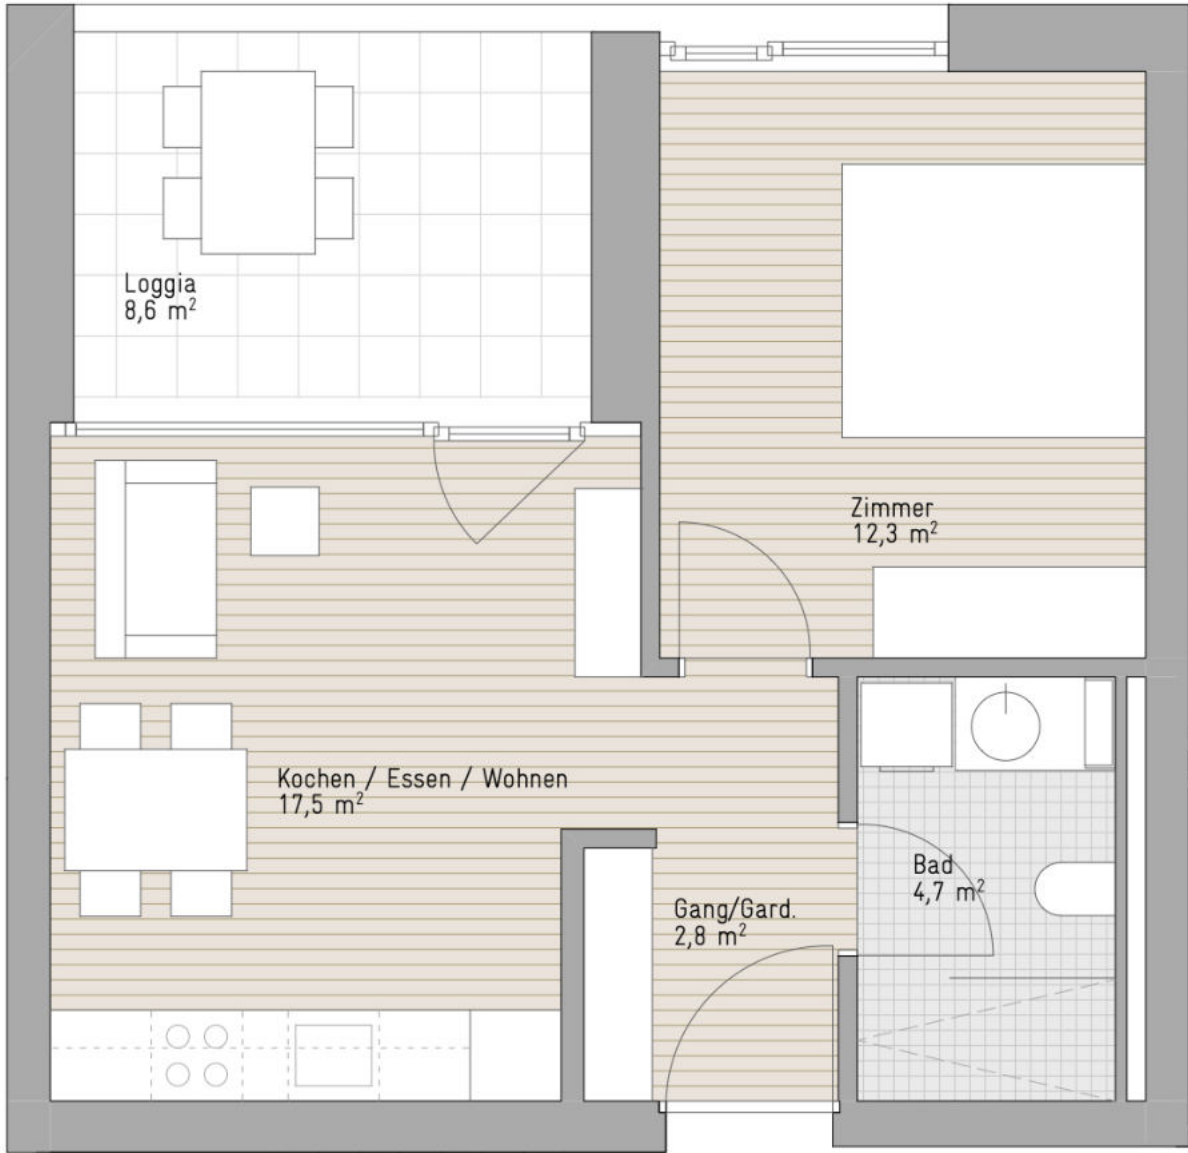 Loggia
8,6 m²
Zimmer
12,3 m²
Kochen / Essen / Wohnen
17,5 m²
Bad
4,7 m²
Gang/Gard.
2,8 m²